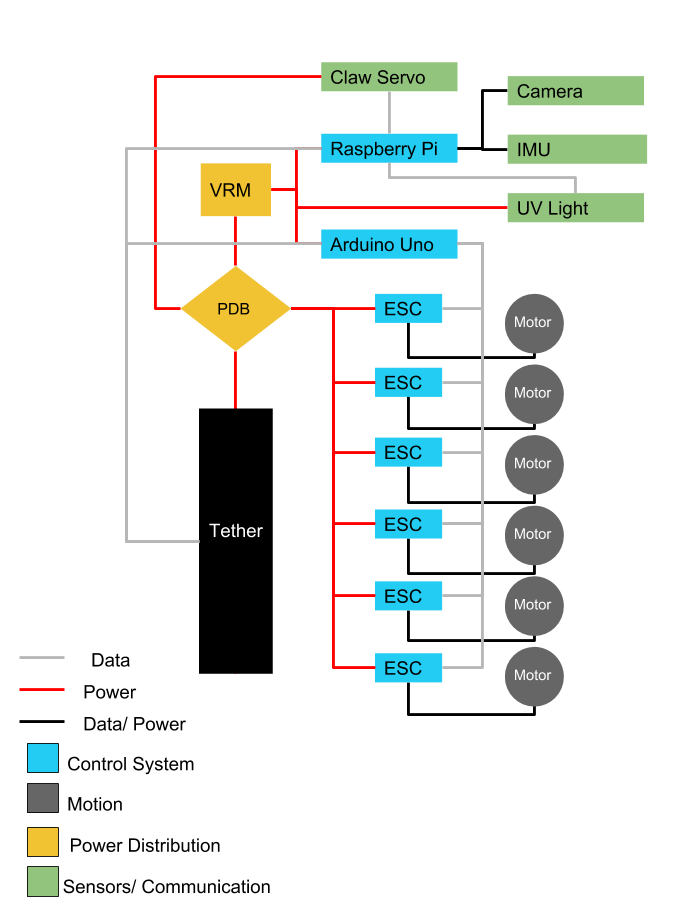 Claw Servo
Camera
Raspberry Pi
IMU
VRM
UV Light
Arduino Uno
PDB
ESC
Motor
ESC
Motor
ESC
Motor
Tether
ESC
Motor
ESC
Motor
ESC
Motor
Data
Power
Data/ Power
Control System
Motion
Power Distribution
Sensors/ Communication